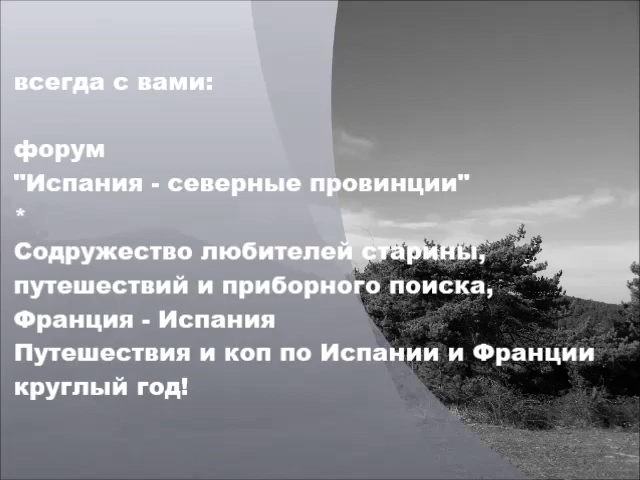 всегда с вами:
форум
"Испания - северные провинции"
*
Содружество любителей старины,
путешествий и приборного поиска,
Франция - Испания
Путешествия и коп по Испании и Франции
круглый год!